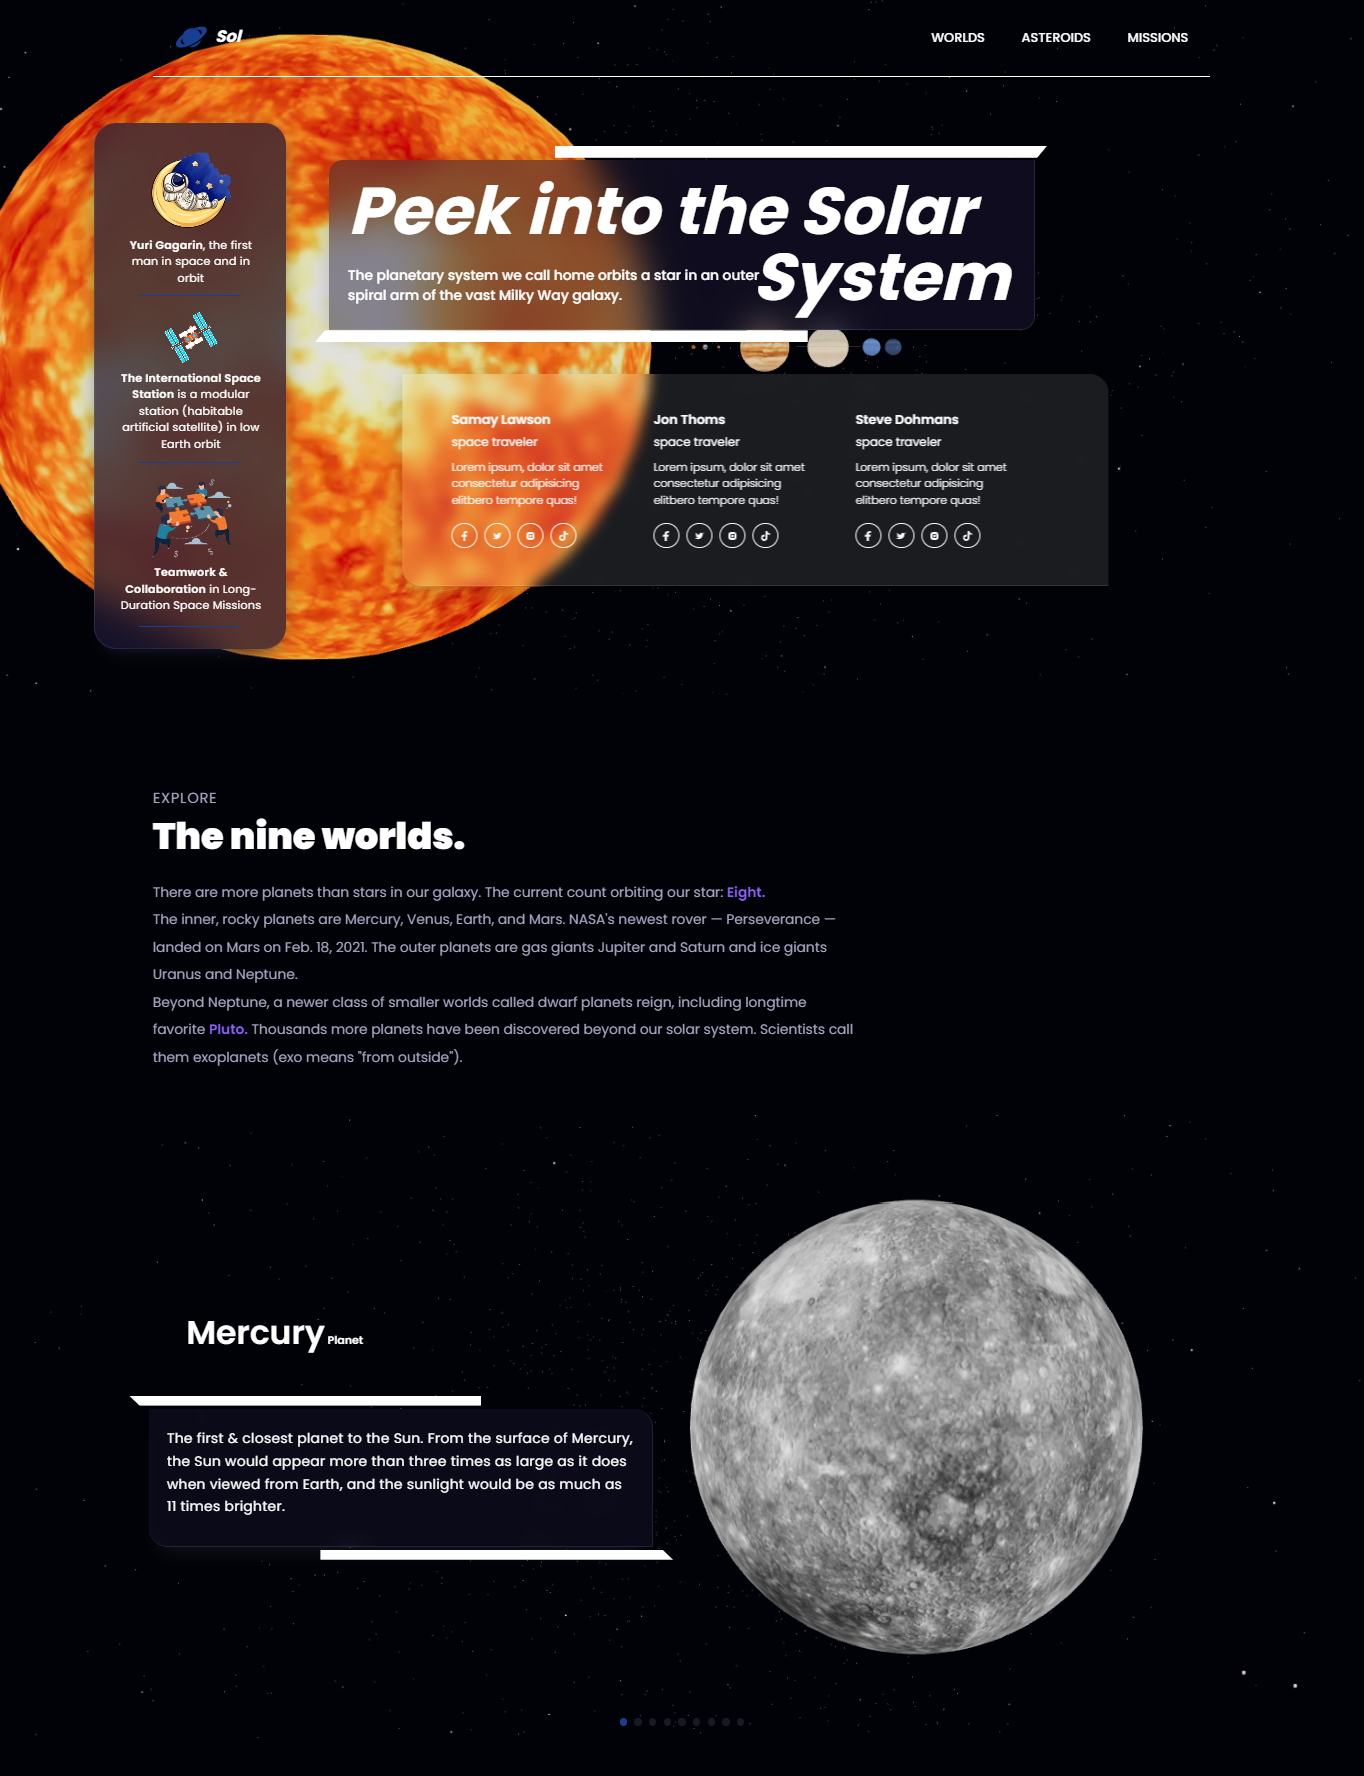 Sol
WORLDS
ASTEROIDS
MISSIONS
Yuri Gagarin, the first
man in space and in
orbit
The International Space
Station is a modular
station (habitable
artificial satellite) in low
Earth orbit
Teamwork &
Collaboration in Long-
Duration Space Missions
Peek into the Solar
System
The planetary system we call home orbits a star in an outer
spiral arm of the vast Milky Way galaxy.
Samay Lawson
space traveler
Lorem ipsum, dolor sit amet
consectetur adipisicing
elitbero tempore quas!
Jon Thoms
space traveler
Lorem ipsum, dolor sit amet
consectetur adipisicing
elitbero tempore quas!
Steve Dohmans
space traveler
Lorem ipsum, dolor sit amet
consectetur adipisicing
elitbero tempore quas!
EXPLORE
The nine worlds.
There are more planets than stars in our galaxy. The current count orbiting our star: Eight.
The inner, rocky planets are Mercury, Venus, Earth, and Mars. NASA's newest rover — Perseverance —
landed on Mars on Feb. 18, 2021. The outer planets are gas giants Jupiter and Saturn and ice giants
Uranus and Neptune.
Beyond Neptune, a newer class of smaller worlds called dwarf planets reign, including longtime
favorite Pluto. Thousands more planets have been discovered beyond our solar system. Scientists call
them exoplanets (exo means "from outside").
Mercury Planet
The first & closest planet to the Sun. From the surface of Mercury,
the Sun would appear more than three times as large as it does
when viewed from Earth, and the sunlight would be as much as
11 times brighter.